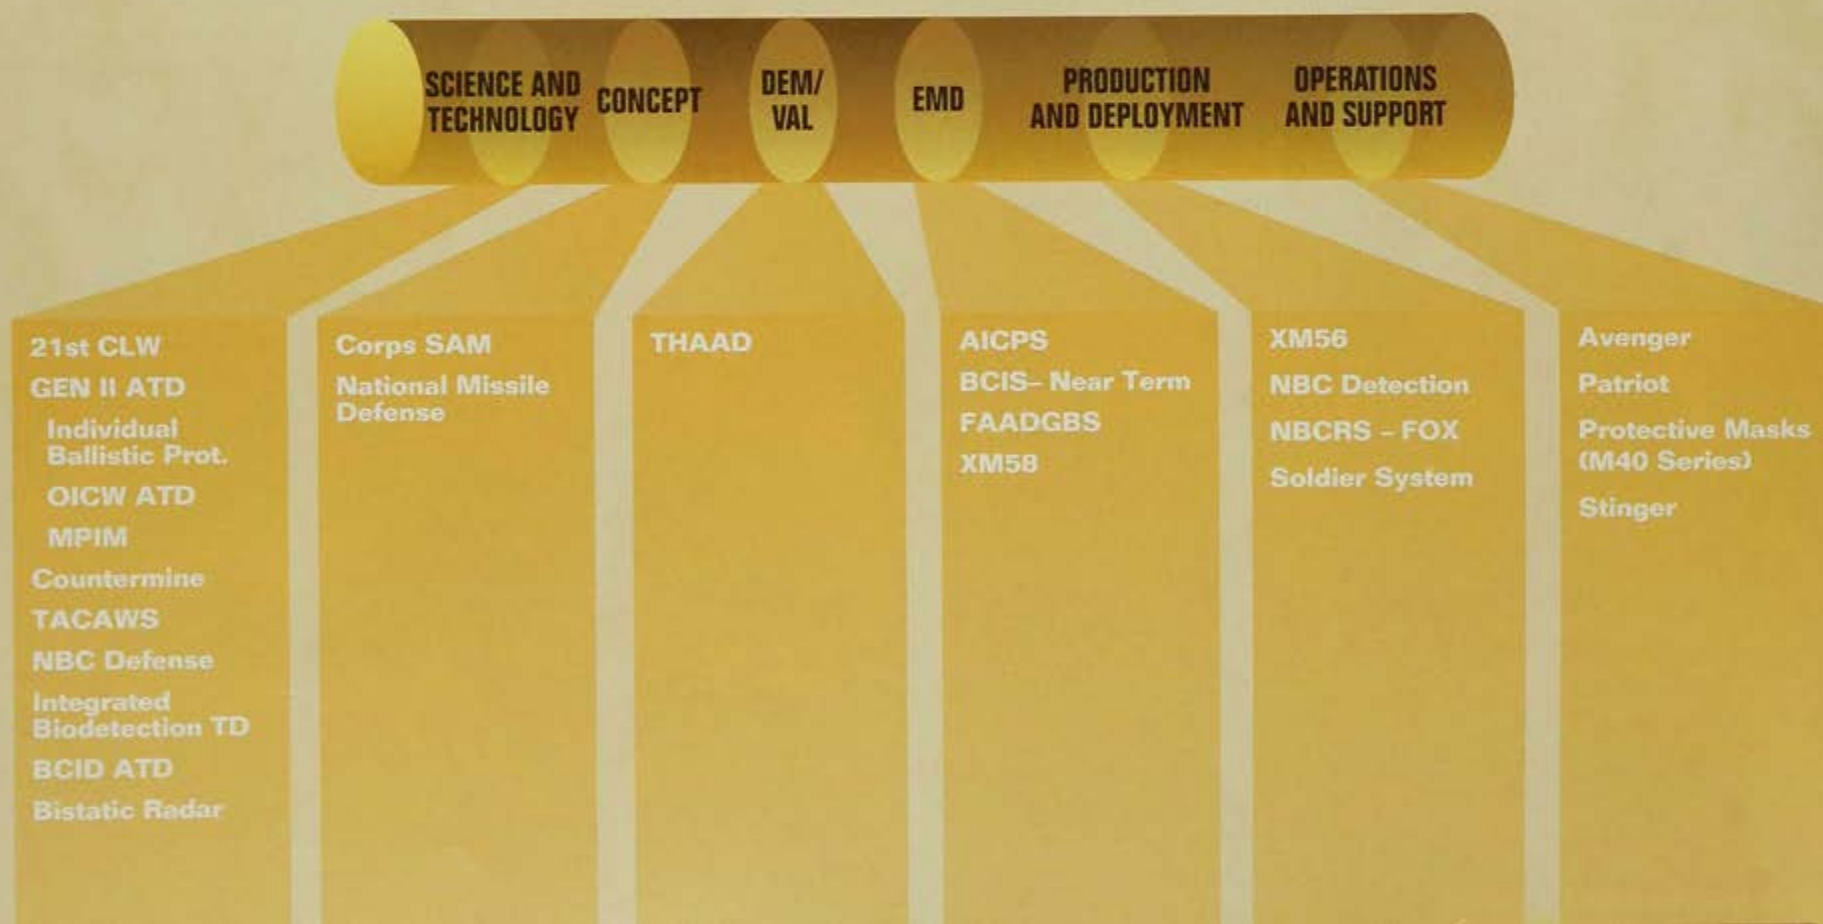 SCIENCE AND
TECHNOLOGY
CONCEPT
DEM/
VAL
EMD
PRODUCTION
AND DEPLOYMENT
OPERATIONS
AND SUPPORT
21st CLW
GEN II ATD
Individual
Ballistic Prot.
OICW ATD
MPIM
Countermine
TACAWS
NBC Defense
Integrated
Biodetection TD
BCID ATD
Bistatic Radar
Corps SAM
National Missile
Defense
THAAD
AICPS
BCIS– Near Term
FAADGBS
XM58
XM56
NBC Detection
NBCRS – FOX
Soldier System
Avenger
Patriot
Protective Masks
(M40 Series)
Stinger